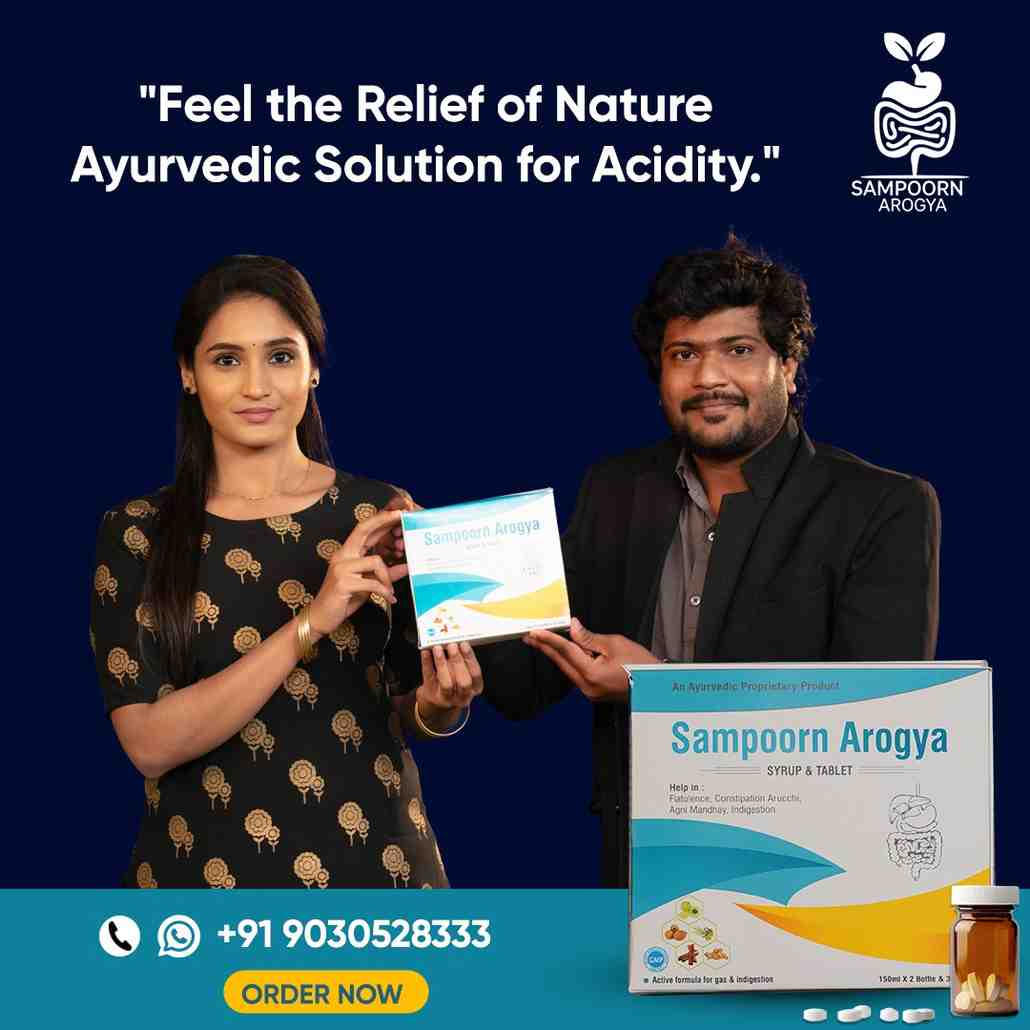 "Feel the Relief of Nature
Ayurvedic Solution for Acidity."
SAMPOORN
AROGYA
Sampoorn Arogya
An Ayurvedic Proprietary Product
Sampoorn Arogya
SYRUP & TABLET
Help in :
Flatulence, Constipation Arucchi,
Agni Mandhay, Indigestion
GMP
Active formula for gas & indigestion
150ml X 2 Bottle & 3
+91 9030528333
ORDER NOW